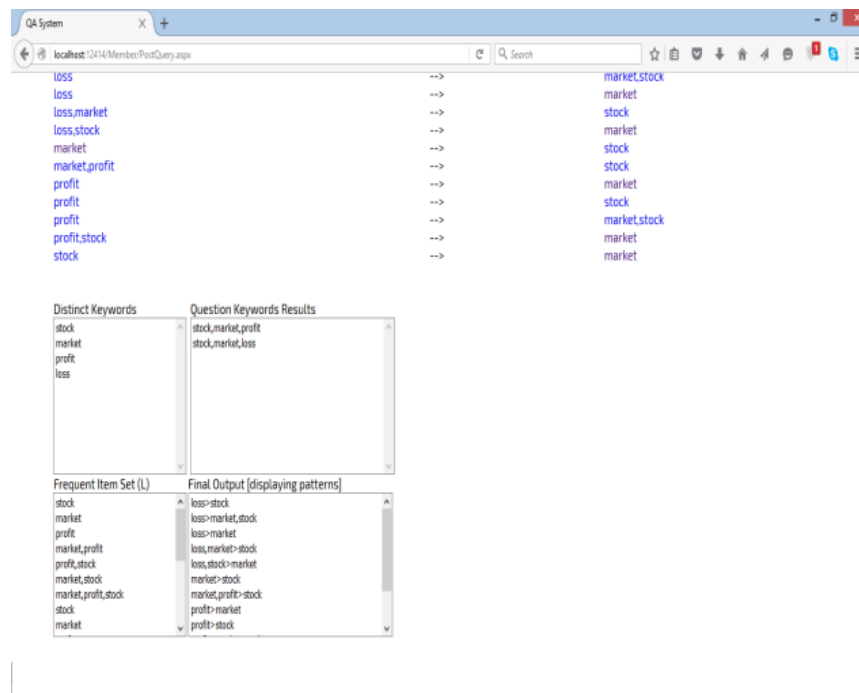 QA System
localhost:12414/Member/PostQuery.aspx
Search
1
loss --> market,stock
loss --> market
loss,market --> stock
loss,stock --> market
market --> stock
market,profit --> stock
profit --> market
profit --> stock
profit --> market,stock
profit,stock --> market
stock --> market
Distinct Keywords
stock
market
profit
loss
Question Keywords Results
stock,market,profit
stock,market,loss
Frequent Item Set (L)
stock
market
profit
market,profit
profit,stock
market,stock
market,profit,stock
stock
market
Final Output [displaying patterns]
loss>stock
loss>market,stock
loss>market
loss,market>stock
loss,stock>market
market>stock
market,profit>stock
profit>market
profit>stock